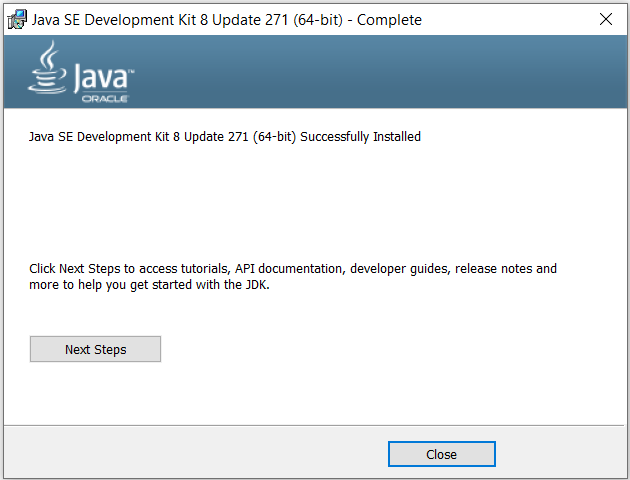 Java SE Development Kit 8 Update 271 (64-bit) - Complete
Java™
ORACLE®
Java SE Development Kit 8 Update 271 (64-bit) Successfully Installed
Click Next Steps to access tutorials, API documentation, developer guides, release notes and
more to help you get started with the JDK.
Next Steps
Close